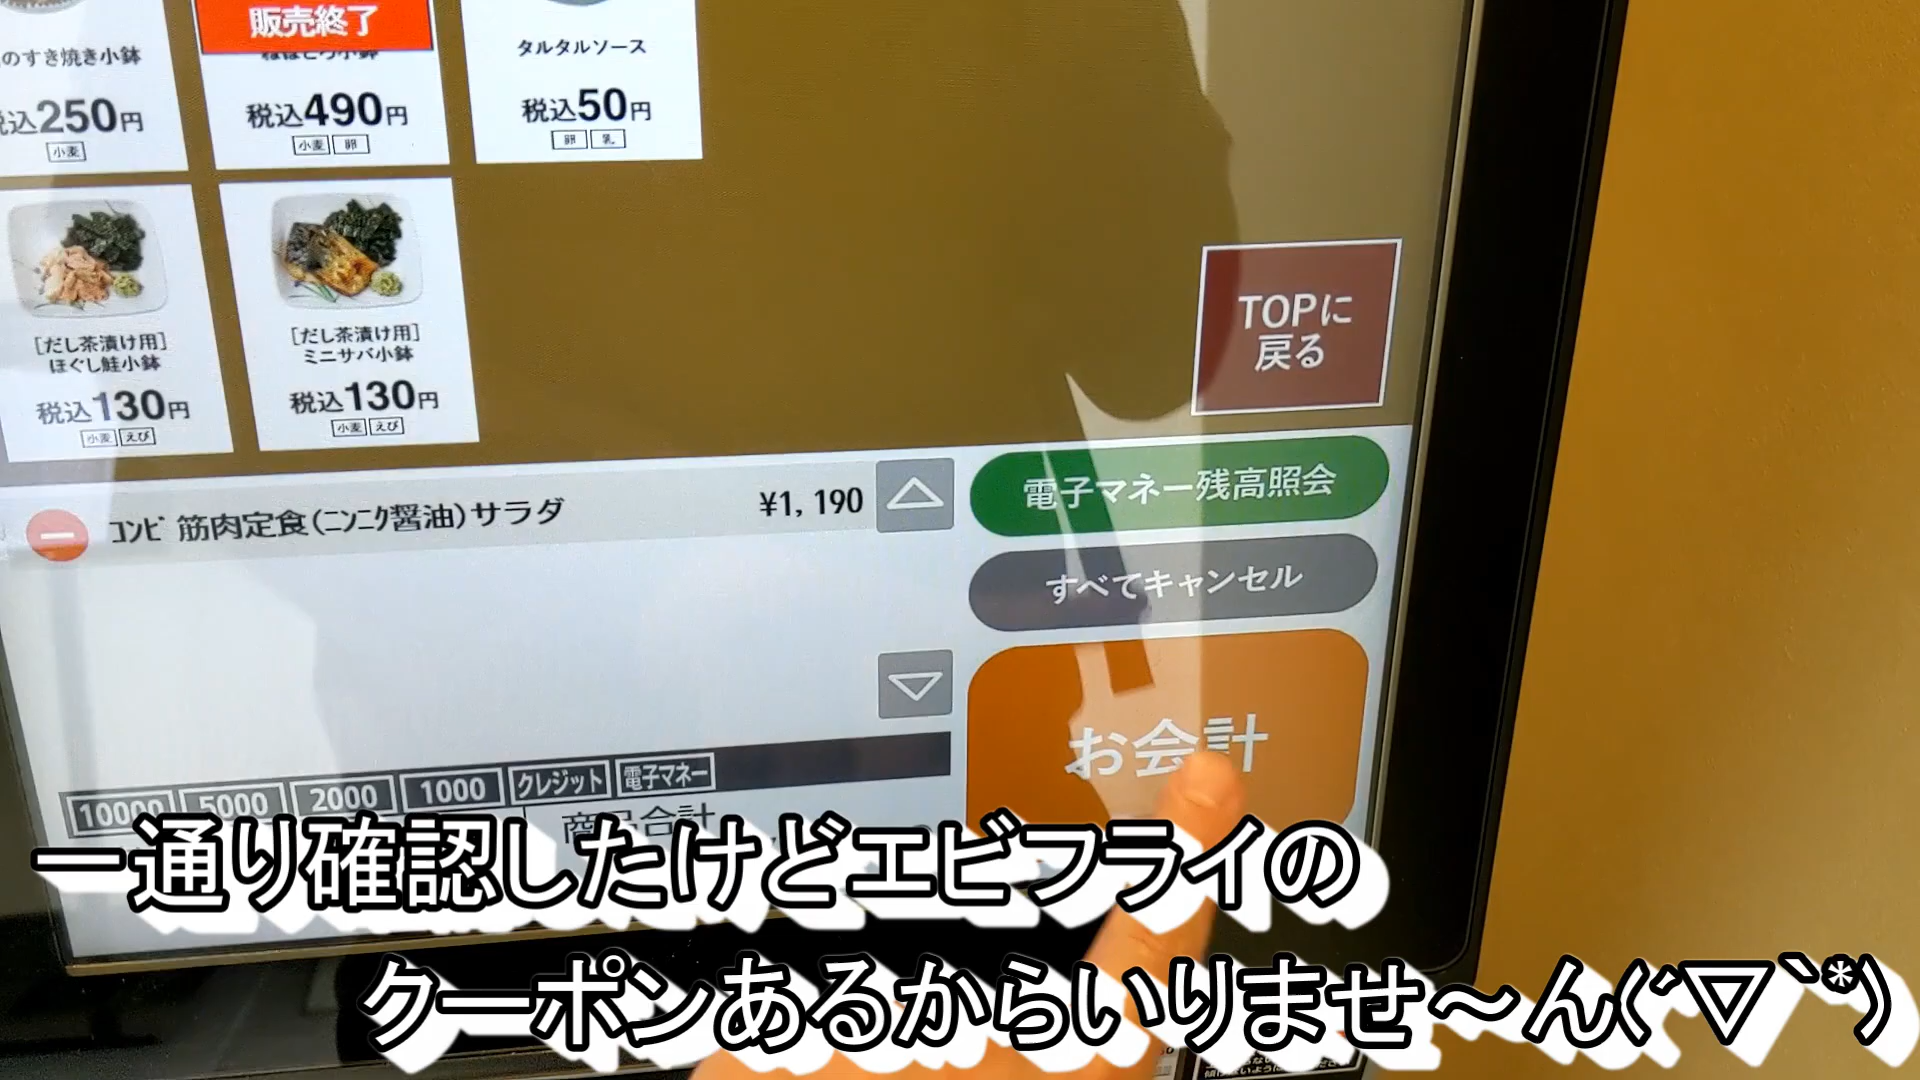 販売終了
のすき焼き小鉢
タルタルソース
税込250円
税込490円
税込50円
小麦
小麦 卵
卵 乳
[だし茶漬け用]
ほぐし鮭小鉢
税込130円
小麦 えび
[だし茶漬け用]
ミニサバ小鉢
税込130円
小麦 えび
TOPに
戻る
電子マネー残高照会
ｺﾝﾋﾞ 筋肉定食(ﾆﾝﾆｸ醤油)サラダ ¥1,190
すべてキャンセル
お会計
10000 5000 2000 1000 クレジット 電子マネー
商品合計
一通り確認したけどエビフライの
クーポンあるからいりませ～ん(´▽`*)